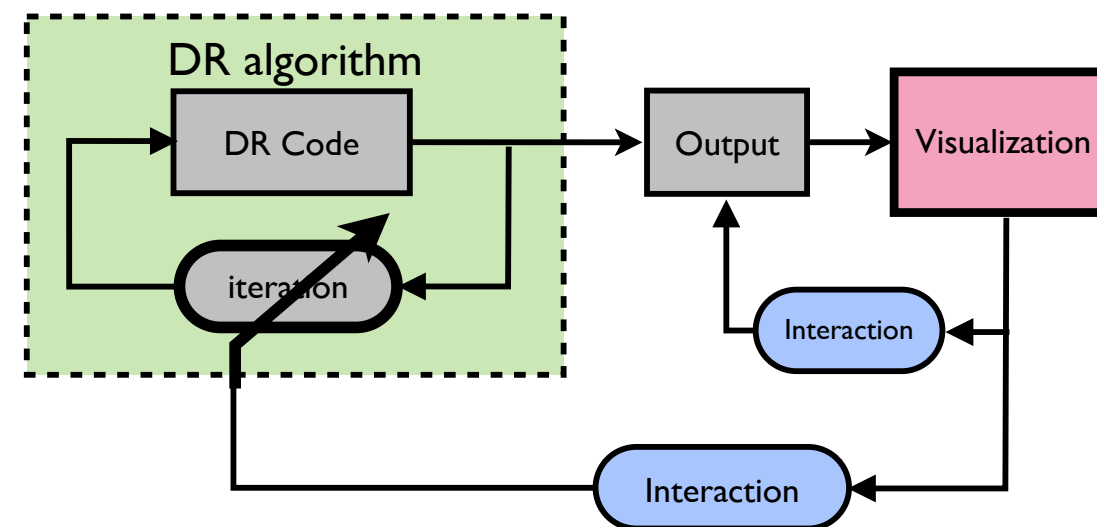 DR algorithm
DR Code
Output
Visualization
iteration
Interaction
Interaction